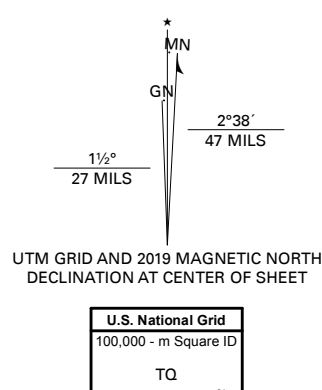 ★
MN
GN
2°38´
47 MILS
1½°
27 MILS
UTM GRID AND 2019 MAGNETIC NORTH
DECLINATION AT CENTER OF SHEET
U.S. National Grid
100,000 - m Square ID
TQ